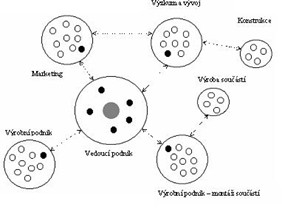 Výzkum a vývoj
Konstrukce
Marketing
Výroba součástí
Výrobní podnik
Vedoucí podnik
Výrobní podnik – montáž součástí